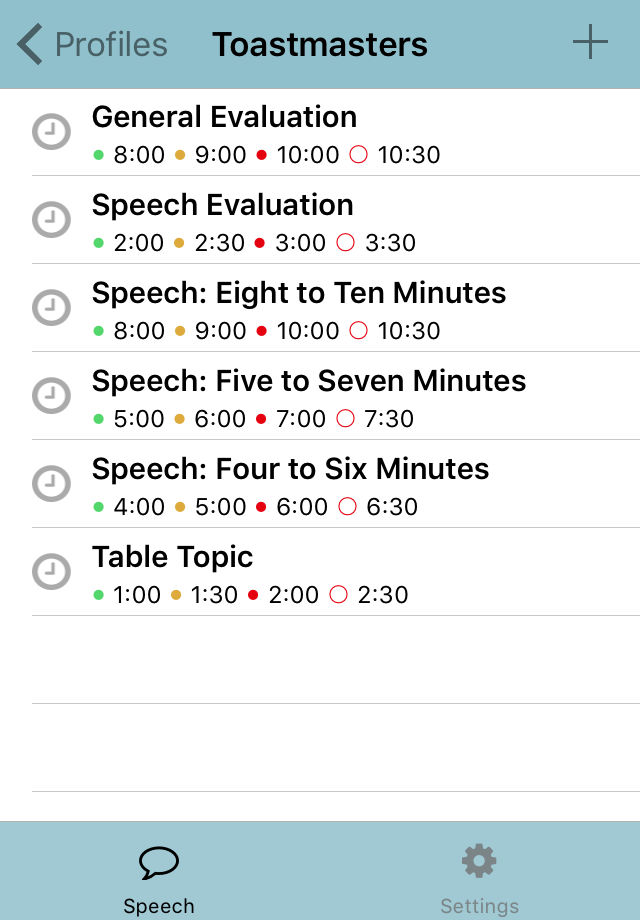 Profiles Toastmasters
General Evaluation
8:00 9:00 10:00 10:30
Speech Evaluation
2:00 2:30 3:00 3:30
Speech: Eight to Ten Minutes
8:00 9:00 10:00 10:30
Speech: Five to Seven Minutes
5:00 6:00 7:00 7:30
Speech: Four to Six Minutes
4:00 5:00 6:00 6:30
Table Topic
1:00 1:30 2:00 2:30
Speech Settings